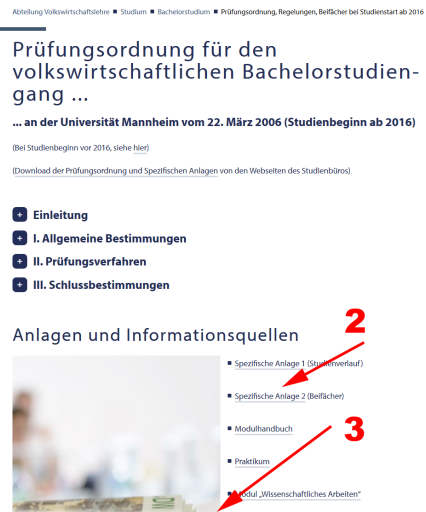 Abteilung Volkswirtschaftslehre ■ Studium ■ Bachelorstudium ■ Prüfungsordnung, Regelungen, Beifächer bei Studienstart ab 2016
Prüfungsordnung für den
volkswirtschaftlichen Bachelorstudien-
gang ...
... an der Universität Mannheim vom 22. März 2006 (Studienbeginn ab 2016)
(Bei Studienbeginn vor 2016, siehe hier)
(Download der Prüfungsordnung und Spezifischen Anlagen von den Webseiten des Studienbüros)
+ Einleitung
+ I. Allgemeine Bestimmungen
+ II. Prüfungsverfahren
+ III. Schlussbestimmungen
Anlagen und Informationsquellen
2
■ Spezifische Anlage 1 (Studienverlauf)
■ Spezifische Anlage 2 (Beifächer)
■ Modulhandbuch
3
■ Praktikum
■ Modul „Wissenschaftliches Arbeiten"